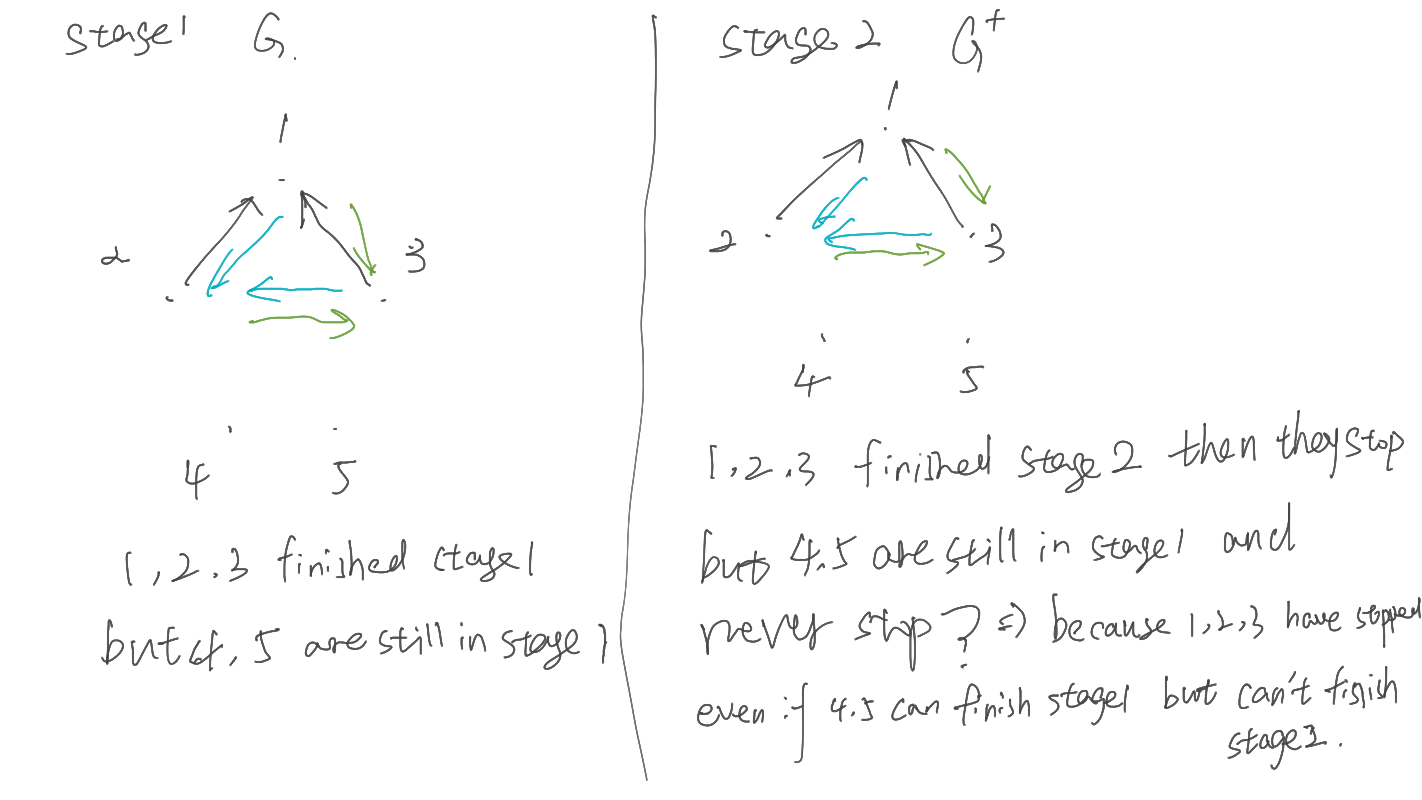 stage1 G.
1
2
3
4 5
1,2.3 finished ctage1
but 4, 5 are still in stage 1
stage 2 G+
1
2
3
4 5
1,2.3 finished stage 2 then they stop
but 4.5 are still in stage1 and
never stop? => because 1,2,3 have stopped
even if 4.5 can finish stage1 but can't finish
stage2.